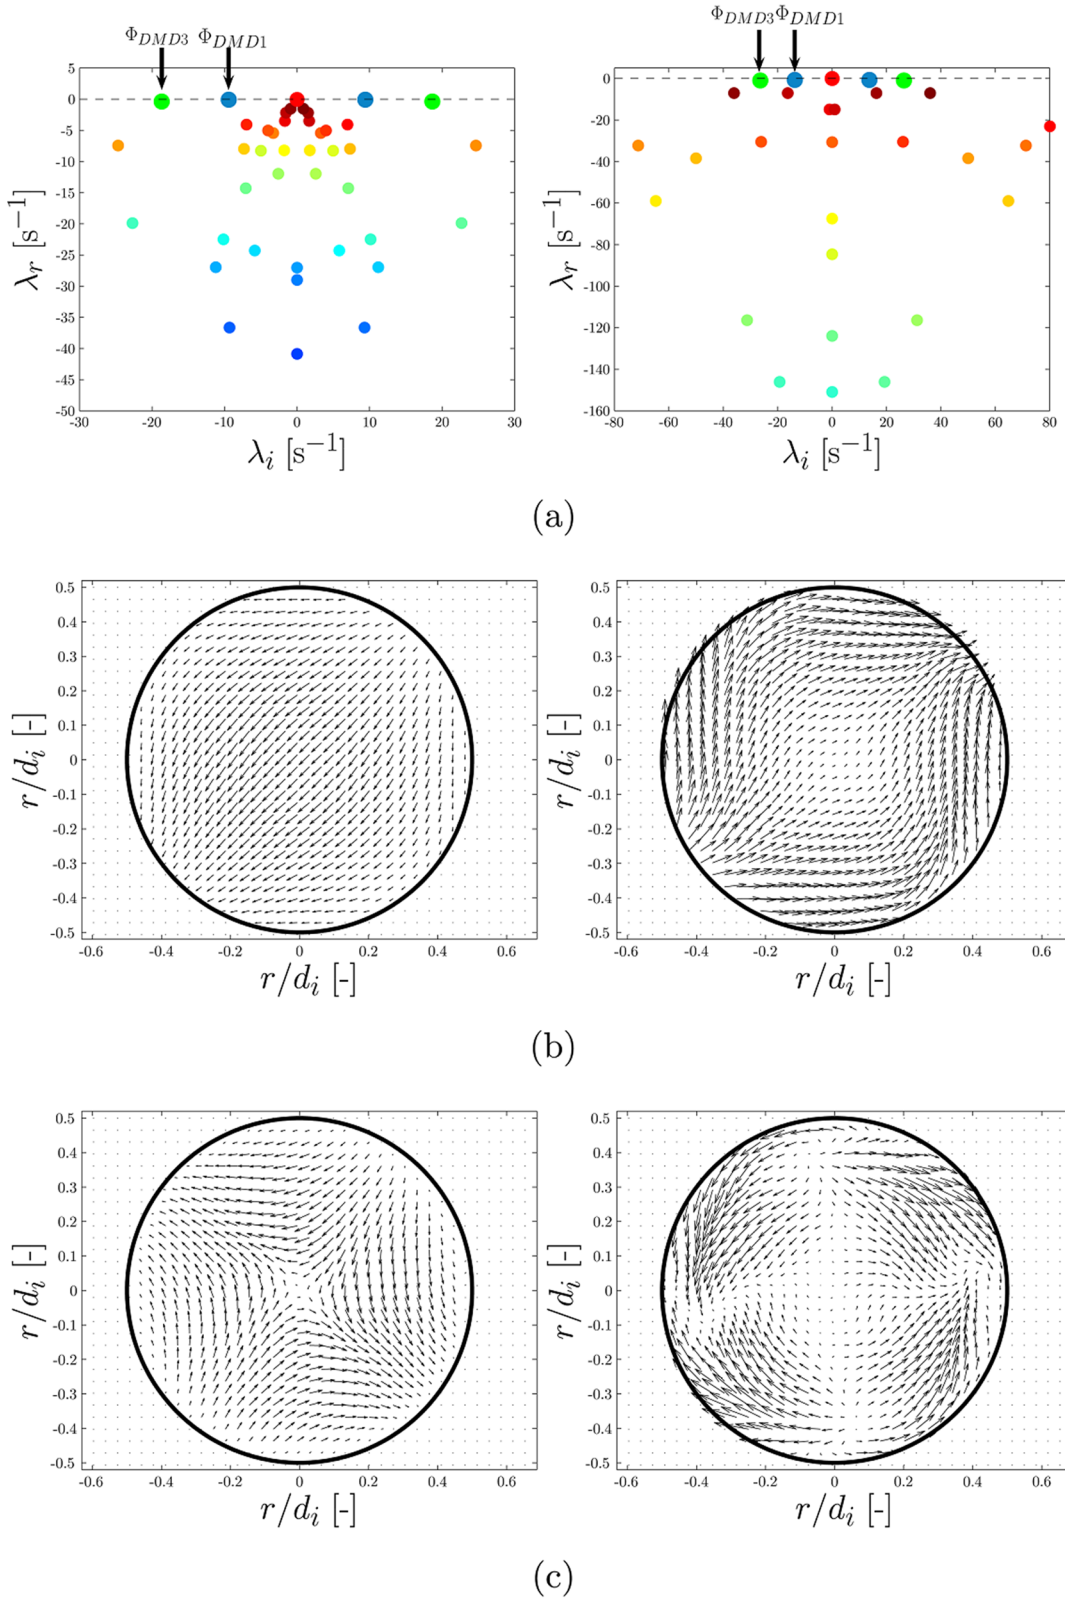 Φ_DMD3 Φ_DMD1
Φ_DMD3 Φ_DMD1
5
0
-5
-10
-15
-20
-25
-30
-35
-40
-45
-50
λ_r [s⁻¹]
-30 -20 -10 0 10 20 30
λ_i [s⁻¹]
0
-20
-40
-60
-80
-100
-120
-140
-160
λ_r [s⁻¹]
-80 -60 -40 -20 0 20 40 60 80
λ_i [s⁻¹]
(a)
0.5
0.4
0.3
0.2
0.1
0
-0.1
-0.2
-0.3
-0.4
-0.5
r/d_i [-]
-0.6 -0.4 -0.2 0 0.2 0.4 0.6
r/d_i [-]
0.5
0.4
0.3
0.2
0.1
0
-0.1
-0.2
-0.3
-0.4
-0.5
r/d_i [-]
-0.6 -0.4 -0.2 0 0.2 0.4 0.6
r/d_i [-]
(b)
0.5
0.4
0.3
0.2
0.1
0
-0.1
-0.2
-0.3
-0.4
-0.5
r/d_i [-]
-0.6 -0.4 -0.2 0 0.2 0.4 0.6
r/d_i [-]
0.5
0.4
0.3
0.2
0.1
0
-0.1
-0.2
-0.3
-0.4
-0.5
r/d_i [-]
-0.6 -0.4 -0.2 0 0.2 0.4 0.6
r/d_i [-]
(c)